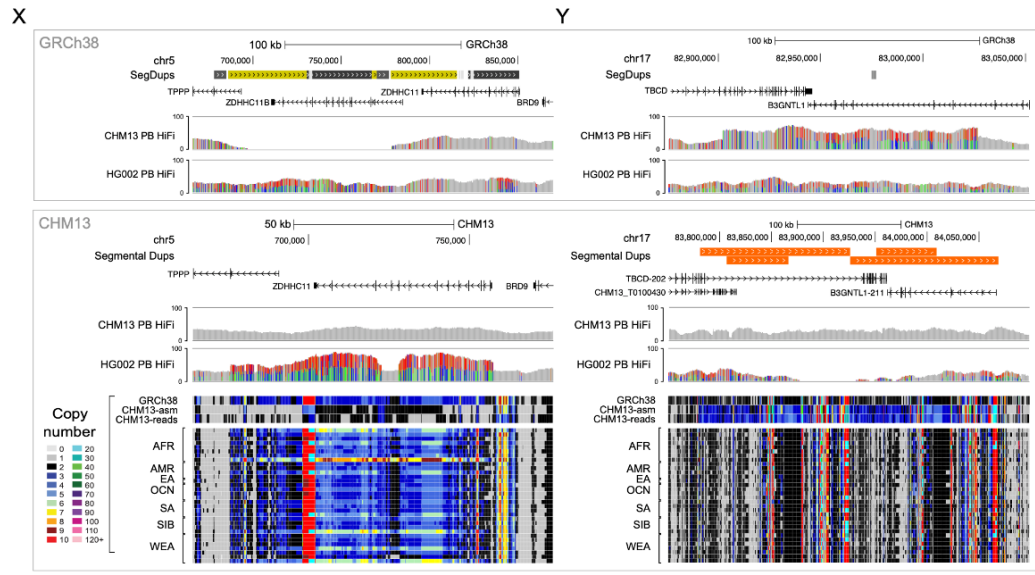 X
Y
GRCh38
100 kb GRCh38
chr5 700,000 750,000 800,000 850,000
SegDups
TPPP
ZDHHC11
ZDHHC11B
BRD9
100
CHM13 PB HiFi
0
100
HG002 PB HiFi
0
100 kb GRCh38
chr17 82,900,000 82,950,000 83,000,000 83,050,000
SegDups
TBCD
B3GNTL1
100
CHM13 PB HiFi
0
100
HG002 PB HiFi
0
CHM13
50 kb CHM13
chr5 700,000 750,000
Segmental Dups
TPPP
ZDHHC11
BRD9
CHM13 PB HiFi
100
HG002 PB HiFi
0
100 kb CHM13
chr17 83,800,000 83,850,000 83,900,000 83,950,000 84,000,000 84,050,000
Segmental Dups
TBCD-202
CHM13_T0100430
B3GNTL1-211
CHM13 PB HiFi
100
HG002 PB HiFi
0
Copy
number
0 20
1 30
2 40
3 50
4 60
5 70
6 80
7 90
8 100
9 110
10 120+
GRCh38
CHM13-asm
CHM13-reads
AFR
AMR
EA
OCN
SA
SIB
WEA
GRCh38
CHM13-asm
CHM13-reads
AFR
AMR
EA
OCN
SA
SIB
WEA